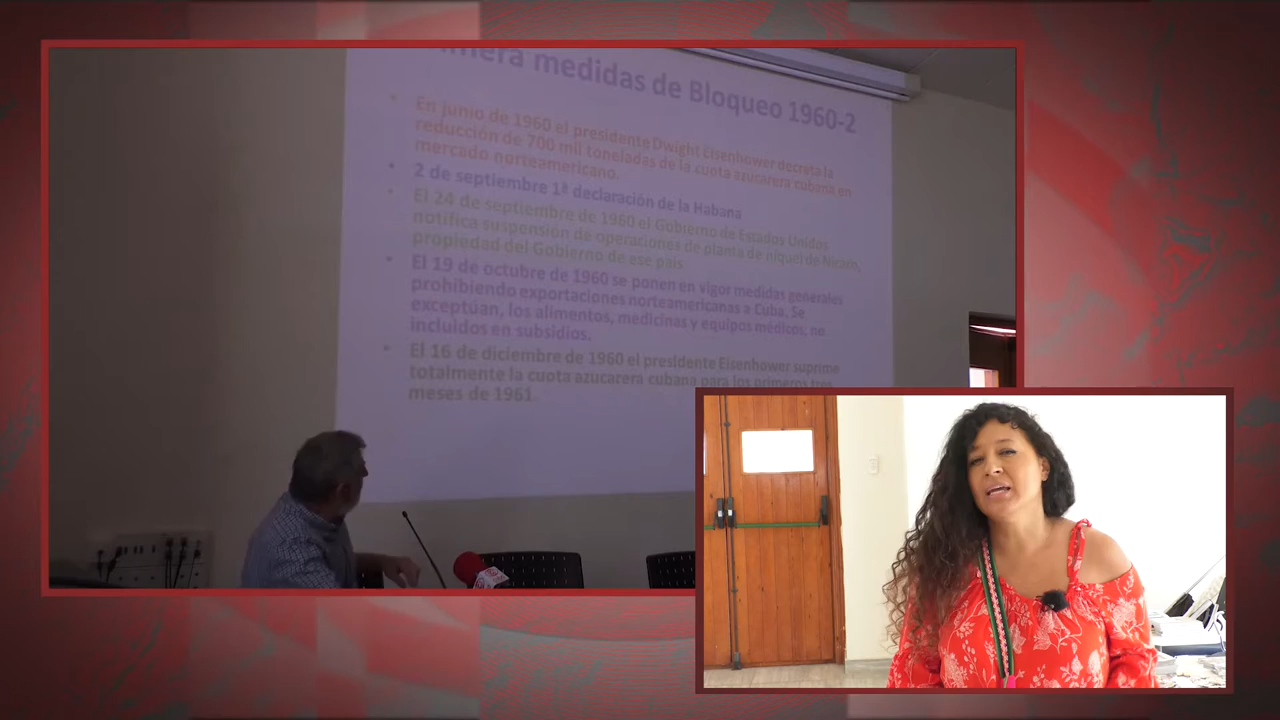 medidas de Bloqueo 1960-2
• En junio de 1960 el presidente Dwight Eisenhower decreta la
reducción de 700 mil toneladas de la cuota azucarera cubana en
mercado norteamericano.
• 2 de septiembre 1ª declaración de la Habana
• El 24 de septiembre de 1960 el Gobierno de Estados Unidos
notifica suspensión de operaciones de planta de níquel de Nicaro,
propiedad del Gobierno de ese país.
• El 19 de octubre de 1960 se ponen en vigor medidas generales
prohibiendo exportaciones norteamericanas a Cuba. Se
exceptúan, los alimentos, medicinas y equipos médicos, no
incluidos en subsidios.
• El 16 de diciembre de 1960 el presidente Eisenhower suprime
totalmente la cuota azucarera cubana para los primeros tres
meses de 1961.